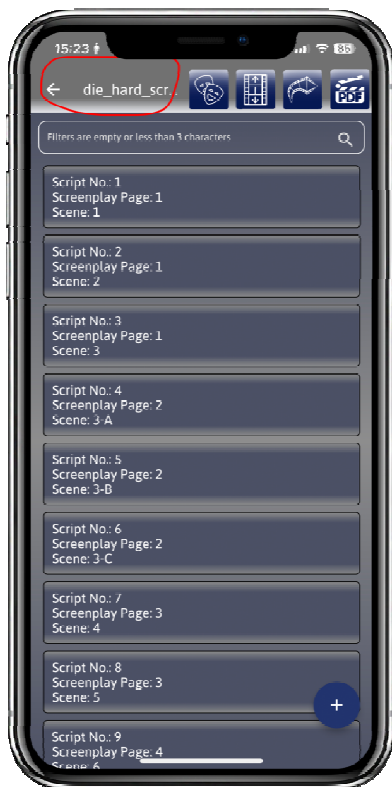 15:23
85
die_hard_scr...
PDF
Filters are empty or less than 3 characters
Script No.: 1
Screenplay Page: 1
Scene: 1
Script No.: 2
Screenplay Page: 1
Scene: 2
Script No.: 3
Screenplay Page: 1
Scene: 3
Script No.: 4
Screenplay Page: 2
Scene: 3-A
Script No.: 5
Screenplay Page: 2
Scene: 3-B
Script No.: 6
Screenplay Page: 2
Scene: 3-C
Script No.: 7
Screenplay Page: 3
Scene: 4
Script No.: 8
Screenplay Page: 3
Scene: 5
+
Script No.: 9
Screenplay Page: 4
Scene: 6